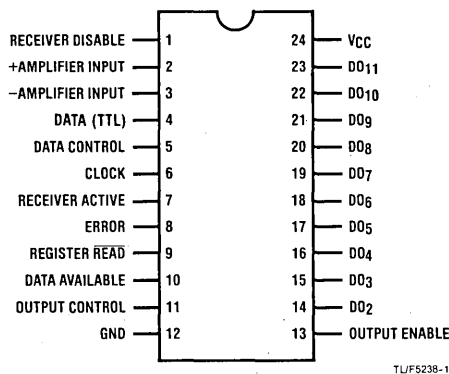 RECEIVER DISABLE 1 24 VCC
+AMPLIFIER INPUT 2 23 DO11
−AMPLIFIER INPUT 3 22 DO10
DATA (TTL) 4 21 DO9
DATA CONTROL 5 20 DO8
CLOCK 6 19 DO7
RECEIVER ACTIVE 7 18 DO6
ERROR 8 17 DO5
REGISTER READ 9 16 DO4
DATA AVAILABLE 10 15 DO3
OUTPUT CONTROL 11 14 DO2
GND 12 13 OUTPUT ENABLE
TL/F5238-1